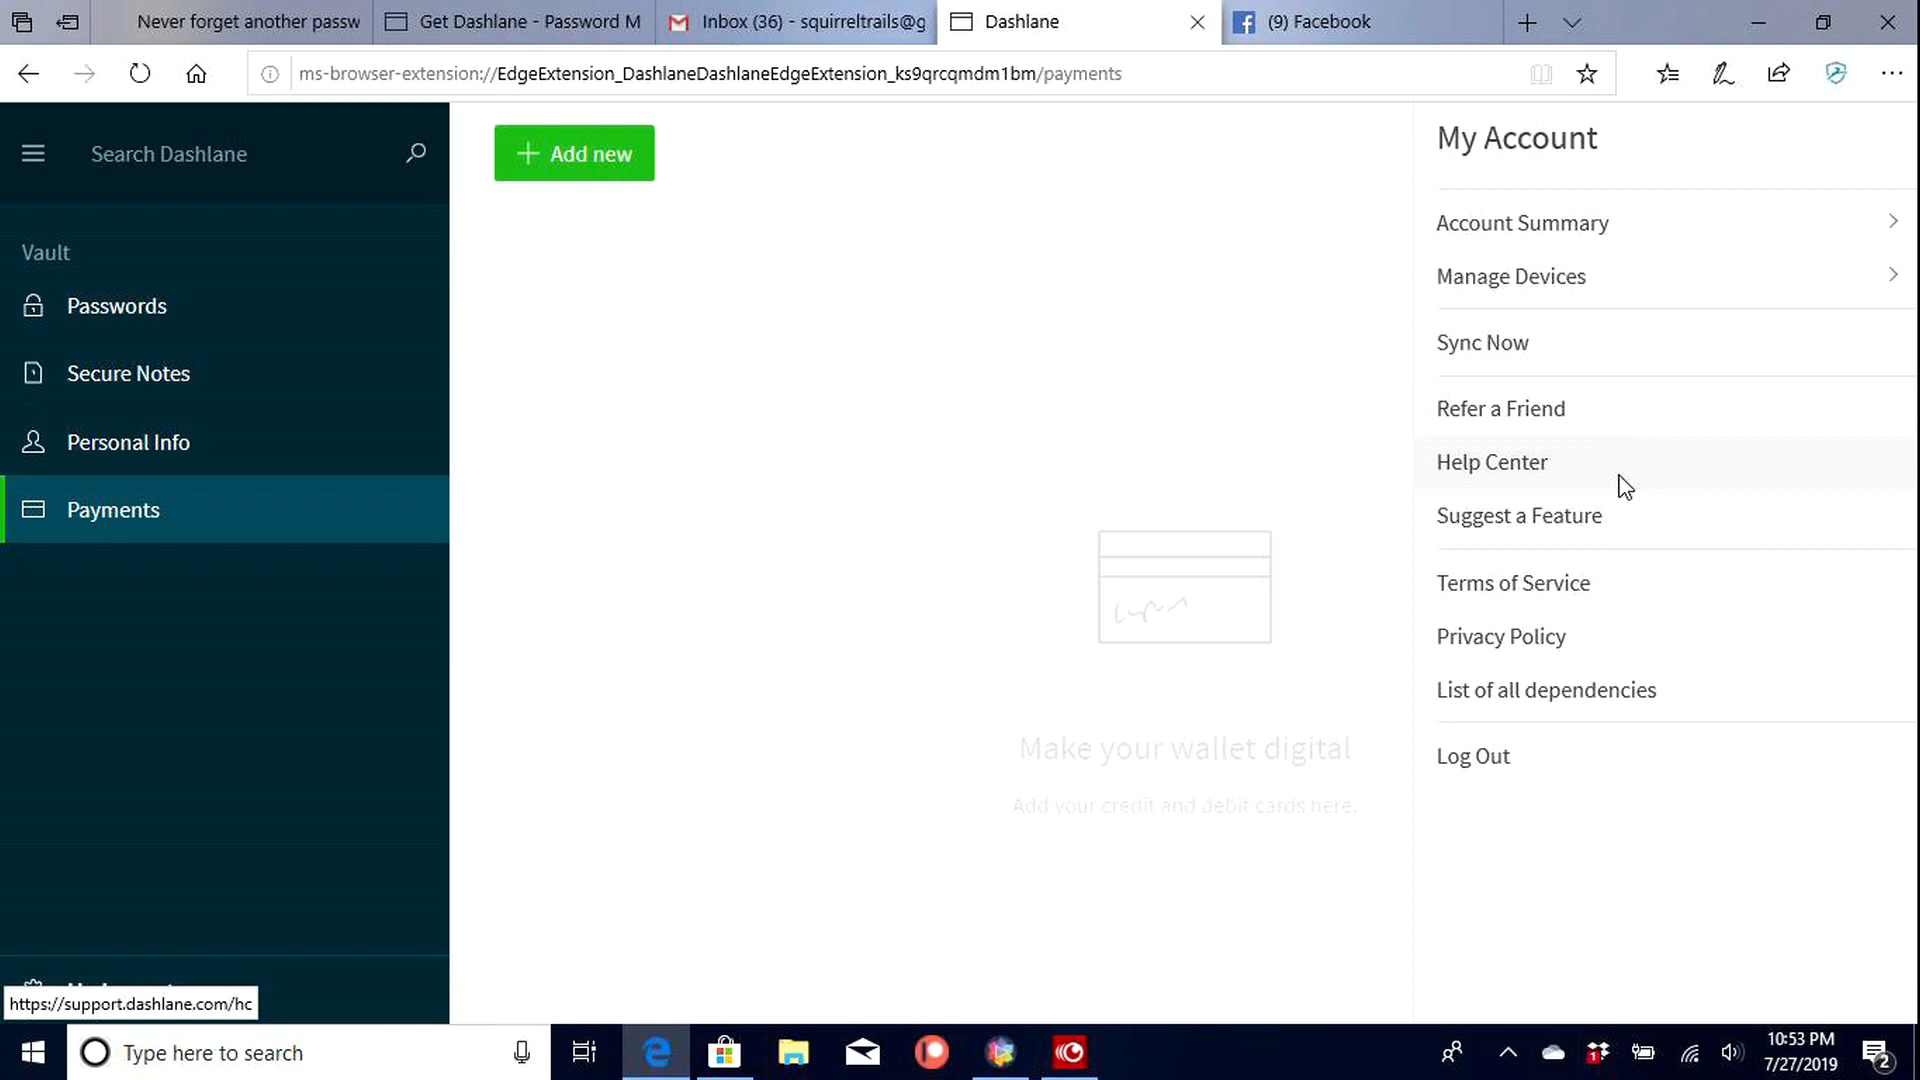 Never forget another passw
Get Dashlane - Password M
Inbox (36) - squirreltrails@g
Dashlane
(9) Facebook
ms-browser-extension://EdgeExtension_DashlaneDashlaneEdgeExtension_ks9qrcqmdm1bm/payments
Search Dashlane
Vault
Passwords
Secure Notes
Personal Info
Payments
https://support.dashlane.com/hc
+ Add new
Make your wallet digital
Add your credit and debit cards here.
My Account
Account Summary
Manage Devices
Sync Now
Refer a Friend
Help Center
Suggest a Feature
Terms of Service
Privacy Policy
List of all dependencies
Log Out
Type here to search
1
10:53 PM
7/27/2019
2